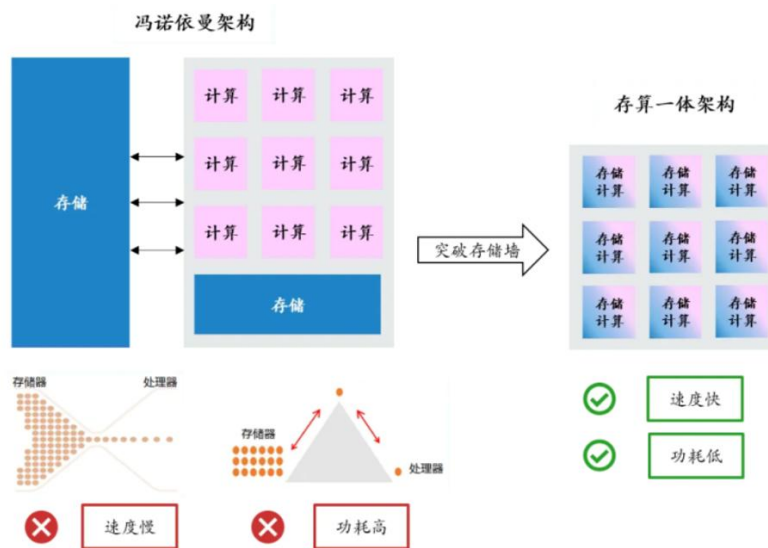 冯诺依曼架构
存储
计算 计算 计算
计算 计算 计算
计算 计算 计算
存储
突破存储墙
存算一体架构
存储 存储 存储
计算 计算 计算
存储 存储 存储
计算 计算 计算
存储 存储 存储
计算 计算 计算
存储器
处理器
速度慢
存储器
处理器
功耗高
速度快
功耗低